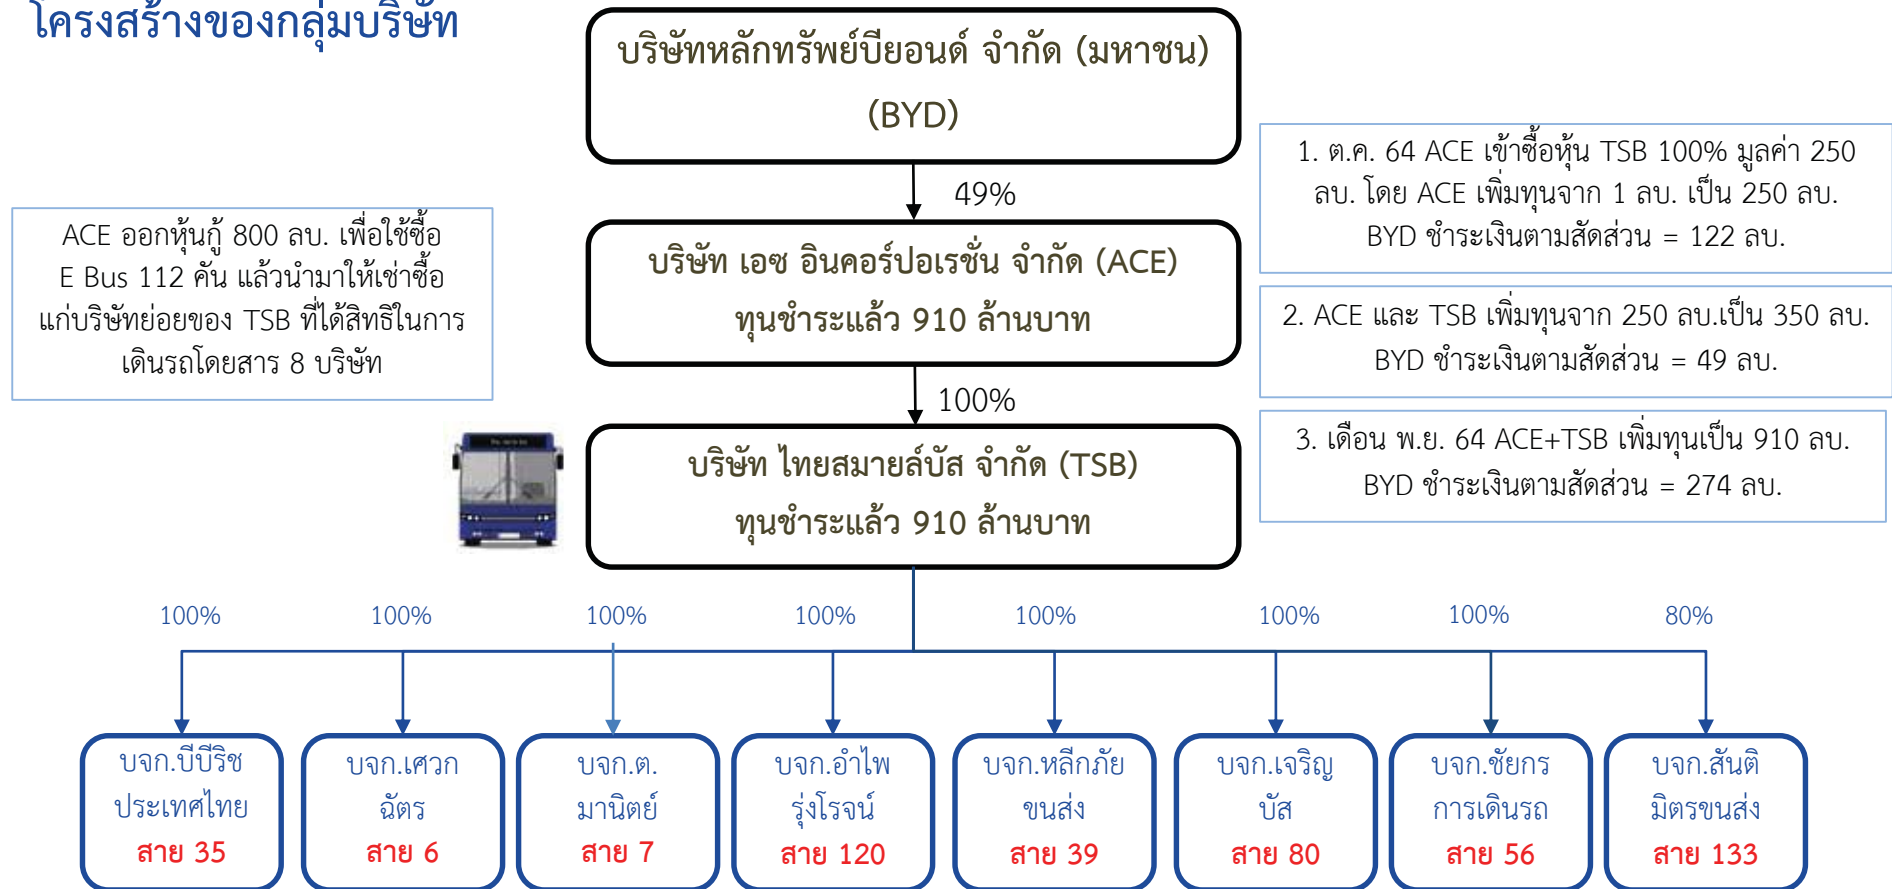 โครงสร้างของกลุ่มบริษัท
บริษัทหลักทรัพย์บียอนด์ จำกัด (มหาชน)
(BYD)
49%
1. ต.ค. 64 ACE เข้าซื้อหุ้น TSB 100% มูลค่า 250
ลบ. โดย ACE เพิ่มทุนจาก 1 ลบ. เป็น 250 ลบ.
BYD ชำระเงินตามสัดส่วน = 122 ลบ.
ACE ออกหุ้นกู้ 800 ลบ. เพื่อใช้ซื้อ
E Bus 112 คัน แล้วนำมาให้เช่าซื้อ
แก่บริษัทย่อยของ TSB ที่ได้สิทธิในการ
เดินรถโดยสาร 8 บริษัท
บริษัท เอซ อินคอร์ปอเรชั่น จำกัด (ACE)
ทุนชำระแล้ว 910 ล้านบาท
2. ACE และ TSB เพิ่มทุนจาก 250 ลบ.เป็น 350 ลบ.
BYD ชำระเงินตามสัดส่วน = 49 ลบ.
100%
บริษัท ไทยสมายล์บัส จำกัด (TSB)
ทุนชำระแล้ว 910 ล้านบาท
3. เดือน พ.ย. 64 ACE+TSB เพิ่มทุนเป็น 910 ลบ.
BYD ชำระเงินตามสัดส่วน = 274 ลบ.
100% 100% 100% 100% 100% 100% 100% 80%
บจก.บีบีริช
ประเทศไทย
สาย 35
บจก.เศวก
ฉัตร
สาย 6
บจก.ต.
มานิตย์
สาย 7
บจก.อำไพ
รุ่งโรจน์
สาย 120
บจก.หลีกภัย
ขนส่ง
สาย 39
บจก.เจริญ
บัส
สาย 80
บจก.ชัยกร
การเดินรถ
สาย 56
บจก.สันติ
มิตรขนส่ง
สาย 133